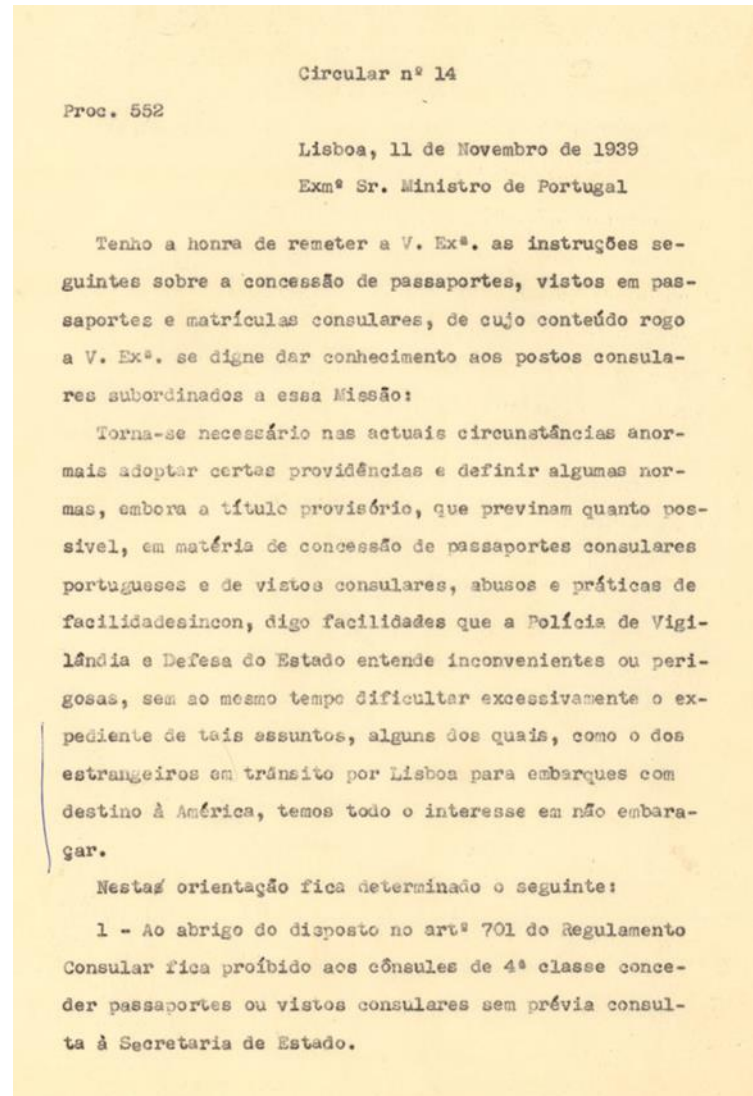 Circular nº 14
Proc. 552
Lisboa, 11 de Novembro de 1939
Exmº Sr. Ministro de Portugal
Tenho a honra de remeter a V. Exª. as instruções se-
guintes sobre a concessão de passaportes, vistos em pas-
saportes e matrículas consulares, de cujo conteúdo rogo
a V. Exª. se digne dar conhecimento aos postos consula-
res subordinados a essa Missão:
Torna-se necessário nas actuais circunstâncias anor-
mais adoptar certas providências e definir algumas nor-
mas, embora a título provisório, que previnam quanto pos-
sível, em matéria de concessão de passaportes consulares
portugueses e de vistos consulares, abusos e práticas de
facilidadesincon, digo facilidades que a Polícia de Vigi-
lândia e Defesa do Estado entende inconvenientes ou peri-
gosas, sem ao mesmo tempo dificultar excessivamente o ex-
pediente de tais assuntos, alguns dos quais, como o dos
estrangeiros em trânsito por Lisboa para embarques com
destino à América, temos todo o interesse em não embara-
çar.
Nesta orientação fica determinado o seguinte:
1 - Ao abrigo do disposto no artº 701 do Regulamento
Consular fica proíbido aos cônsules de 4ª classe conce-
der passaportes ou vistos consulares sem prévia consul-
ta à Secretaria de Estado.